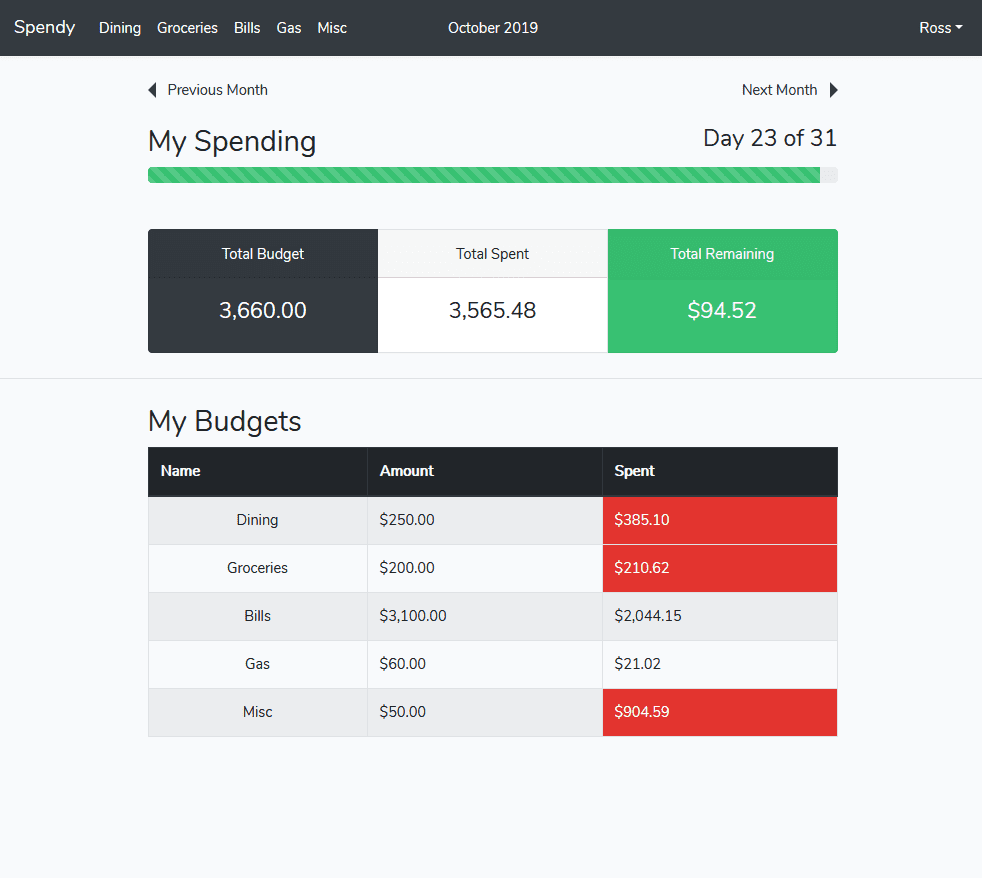 Spendy Dining Groceries Bills Gas Misc October 2019 Ross
Previous Month Next Month
My Spending Day 23 of 31
Total Budget Total Spent Total Remaining
3,660.00 3,565.48 $94.52
My Budgets
Name Amount Spent
Dining $250.00 $385.10
Groceries $200.00 $210.62
Bills $3,100.00 $2,044.15
Gas $60.00 $21.02
Misc $50.00 $904.59